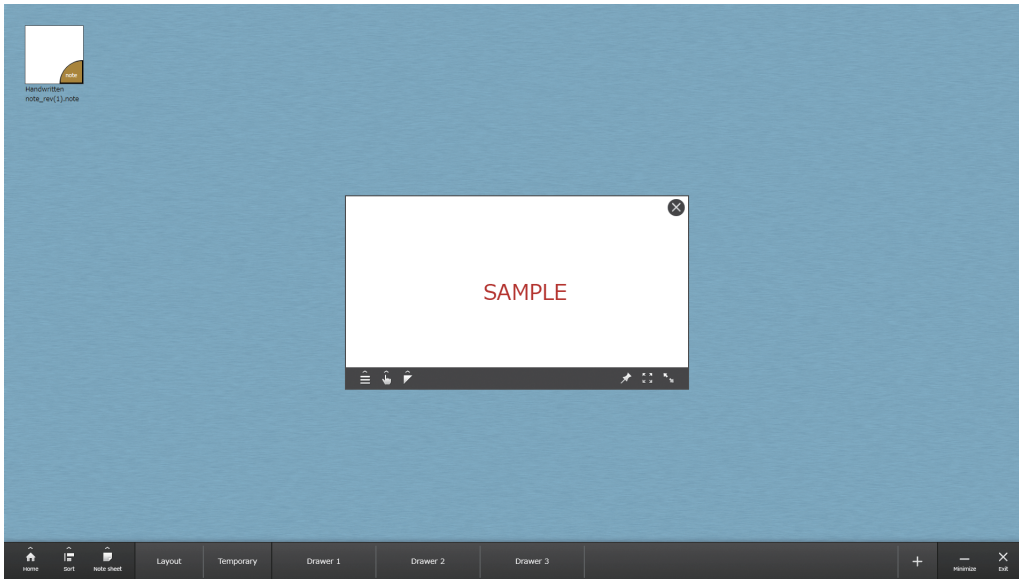 note
Handwritten
note_rev(1).note
SAMPLE
Home
Sort
Note sheet
Layout
Temporary
Drawer 1
Drawer 2
Drawer 3
Minimize
Exit